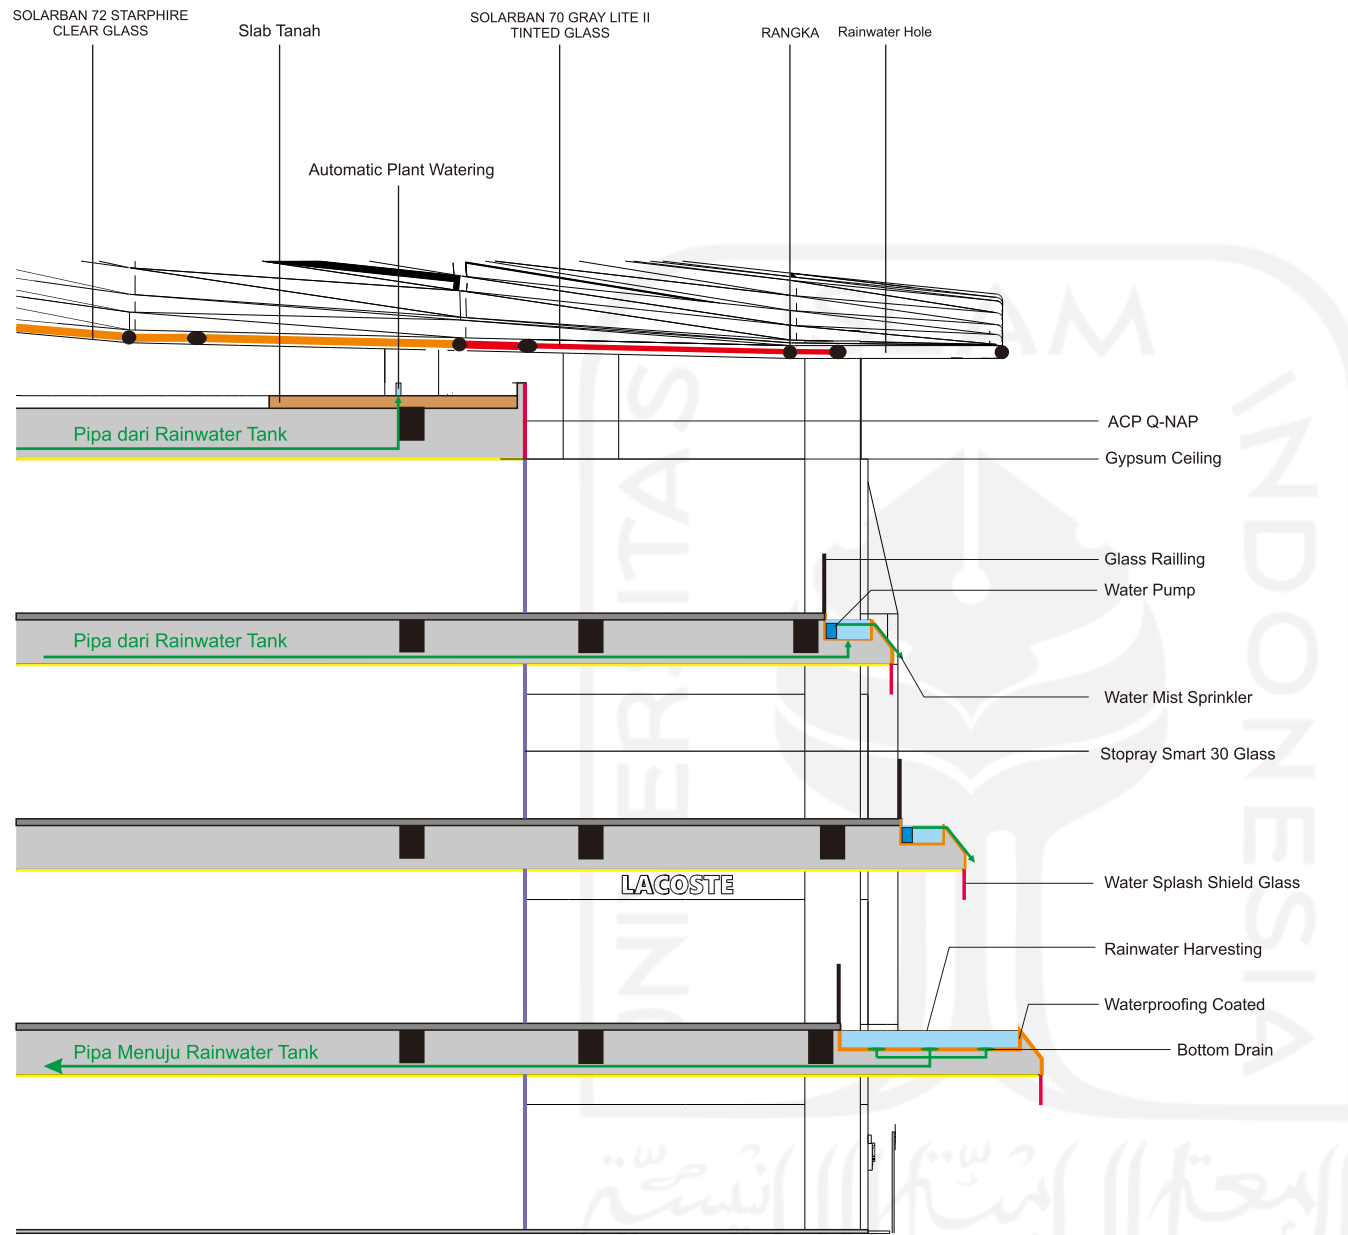 SOLARBAN 72 STARPHIRE
CLEAR GLASS
Slab Tanah
SOLARBAN 70 GRAY LITE II
TINTED GLASS
RANGKA
Rainwater Hole
Automatic Plant Watering
Pipa dari Rainwater Tank
ACP Q-NAP
Gypsum Ceiling
Glass Railling
Water Pump
Pipa dari Rainwater Tank
Water Mist Sprinkler
Stopray Smart 30 Glass
LACOSTE
Water Splash Shield Glass
Rainwater Harvesting
Waterproofing Coated
Pipa Menuju Rainwater Tank
Bottom Drain
UNIVERSITAS
ISLAM
INDONESIA